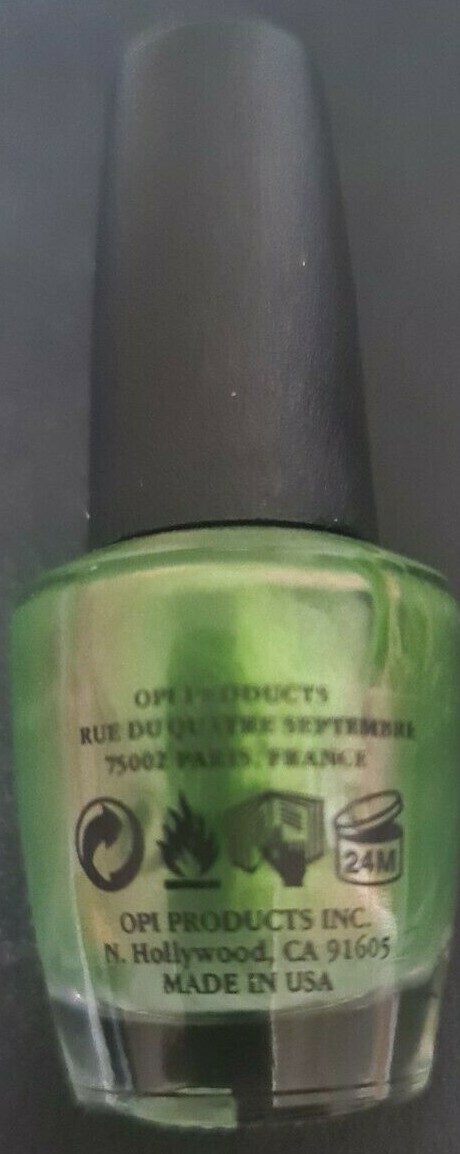 OPI PRODUCTS
RUE DU QUATRE SEPTEMBRE
75002 PARIS, FRANCE
24M
OPI PRODUCTS INC.
N. Hollywood, CA 91605
MADE IN USA